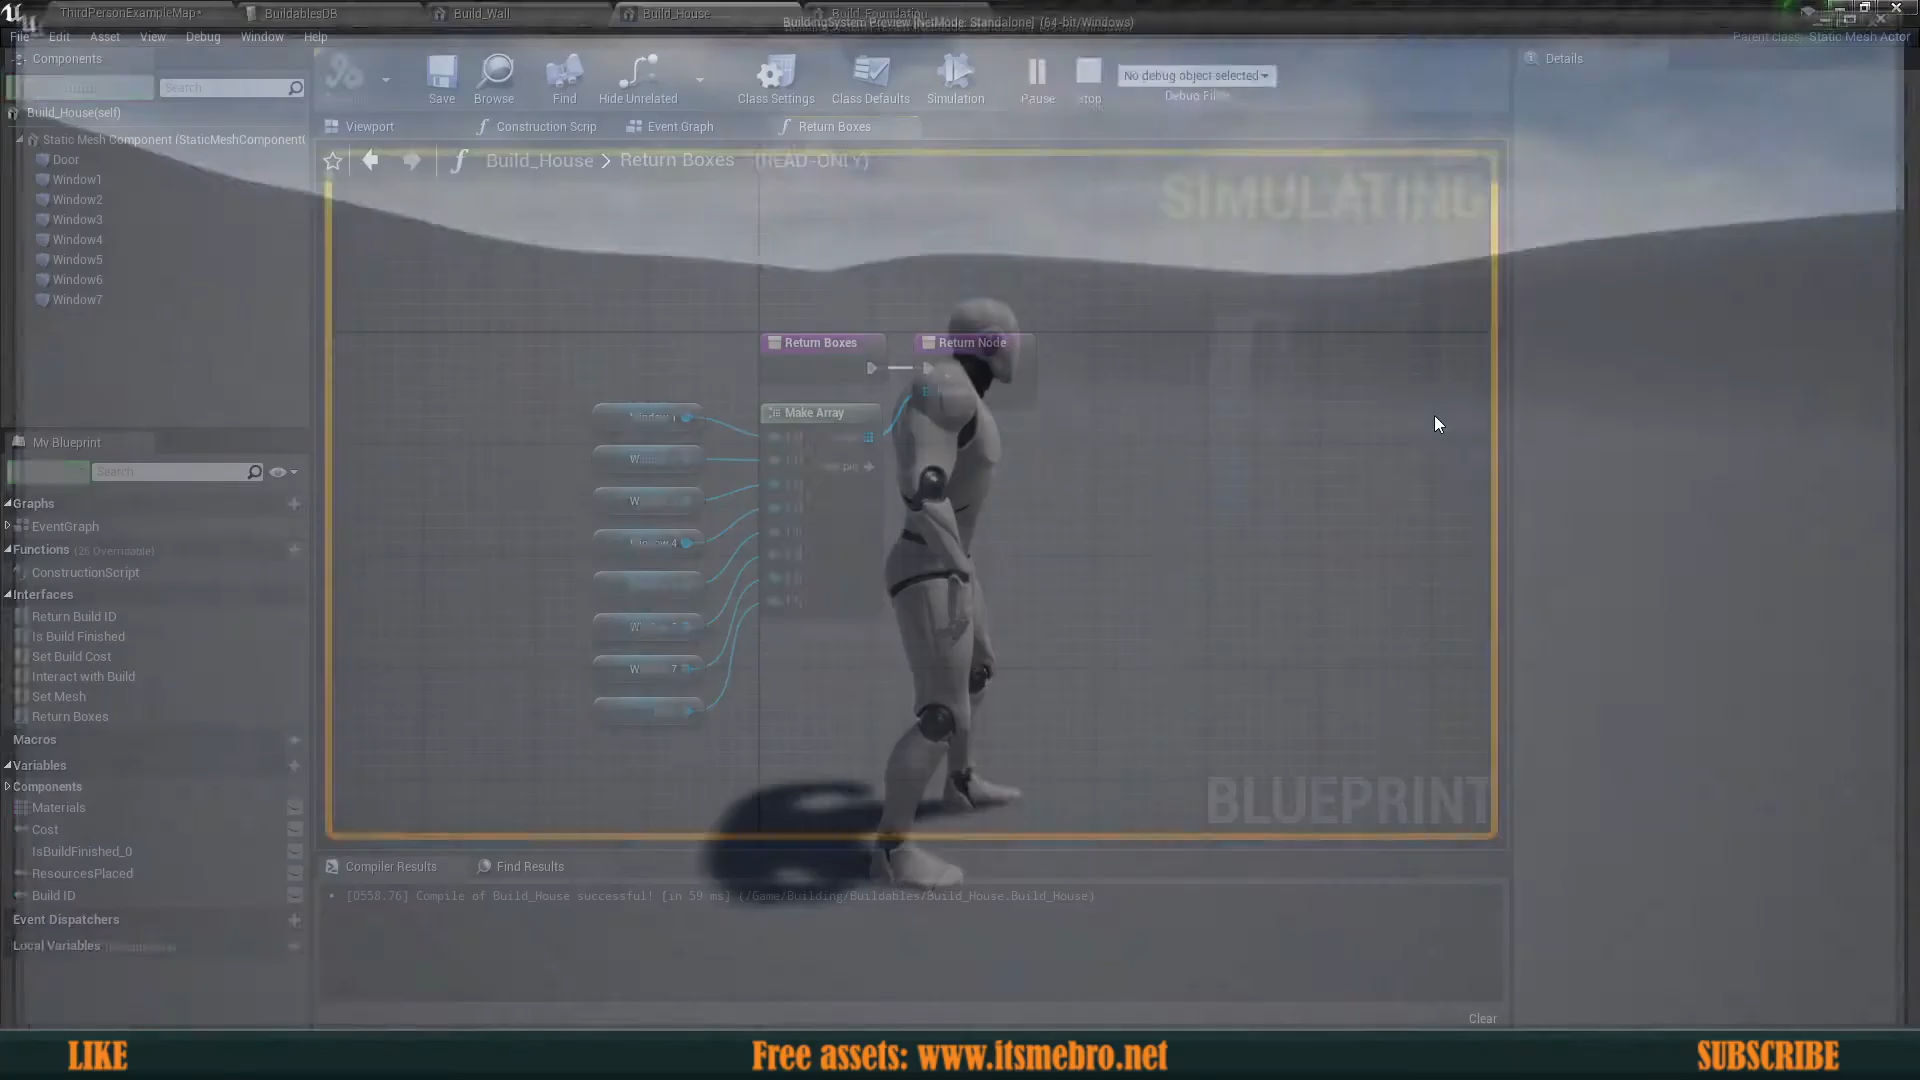 ThirdPersonExampleMap*
BuildablesDB
Build_Wall
Build_House
Build_Foundation
BuildingSystem Preview [NetMode: Standalone] (64-bit/Windows)
File Edit Asset View Debug Window Help
Parent class: Static Mesh Actor
Components
Search
Build_House(self)
Static Mesh Component (StaticMeshComponent(
Door
Window1
Window2
Window3
Window4
Window5
Window6
Window7
Save
Browse
Find
Hide Unrelated
Class Settings
Class Defaults
Simulation
Pause
Stop
No debug object selected
Details
Viewport
Construction Scrip
Event Graph
Return Boxes
Build_House > Return Boxes (READ-ONLY)
SIMULATING
Return Boxes
Return Node
Make Array
BLUEPRINT
My Blueprint
Search
Graphs
EventGraph
Functions (26 Overridable)
ConstructionScript
Interfaces
Return Build ID
Is Build Finished
Set Build Cost
Interact with Build
Set Mesh
Return Boxes
Macros
Variables
Components
Materials
Cost
IsBuildFinished_0
ResourcesPlaced
Build ID
Event Dispatchers
Local Variables
Compiler Results
Find Results
[0558.76] Compile of Build_House successful! [in 59 ms] (/Game/Building/Buildables/Build_House.Build_House)
Clear
LIKE
Free assets: www.itsmebro.net
SUBSCRIBE